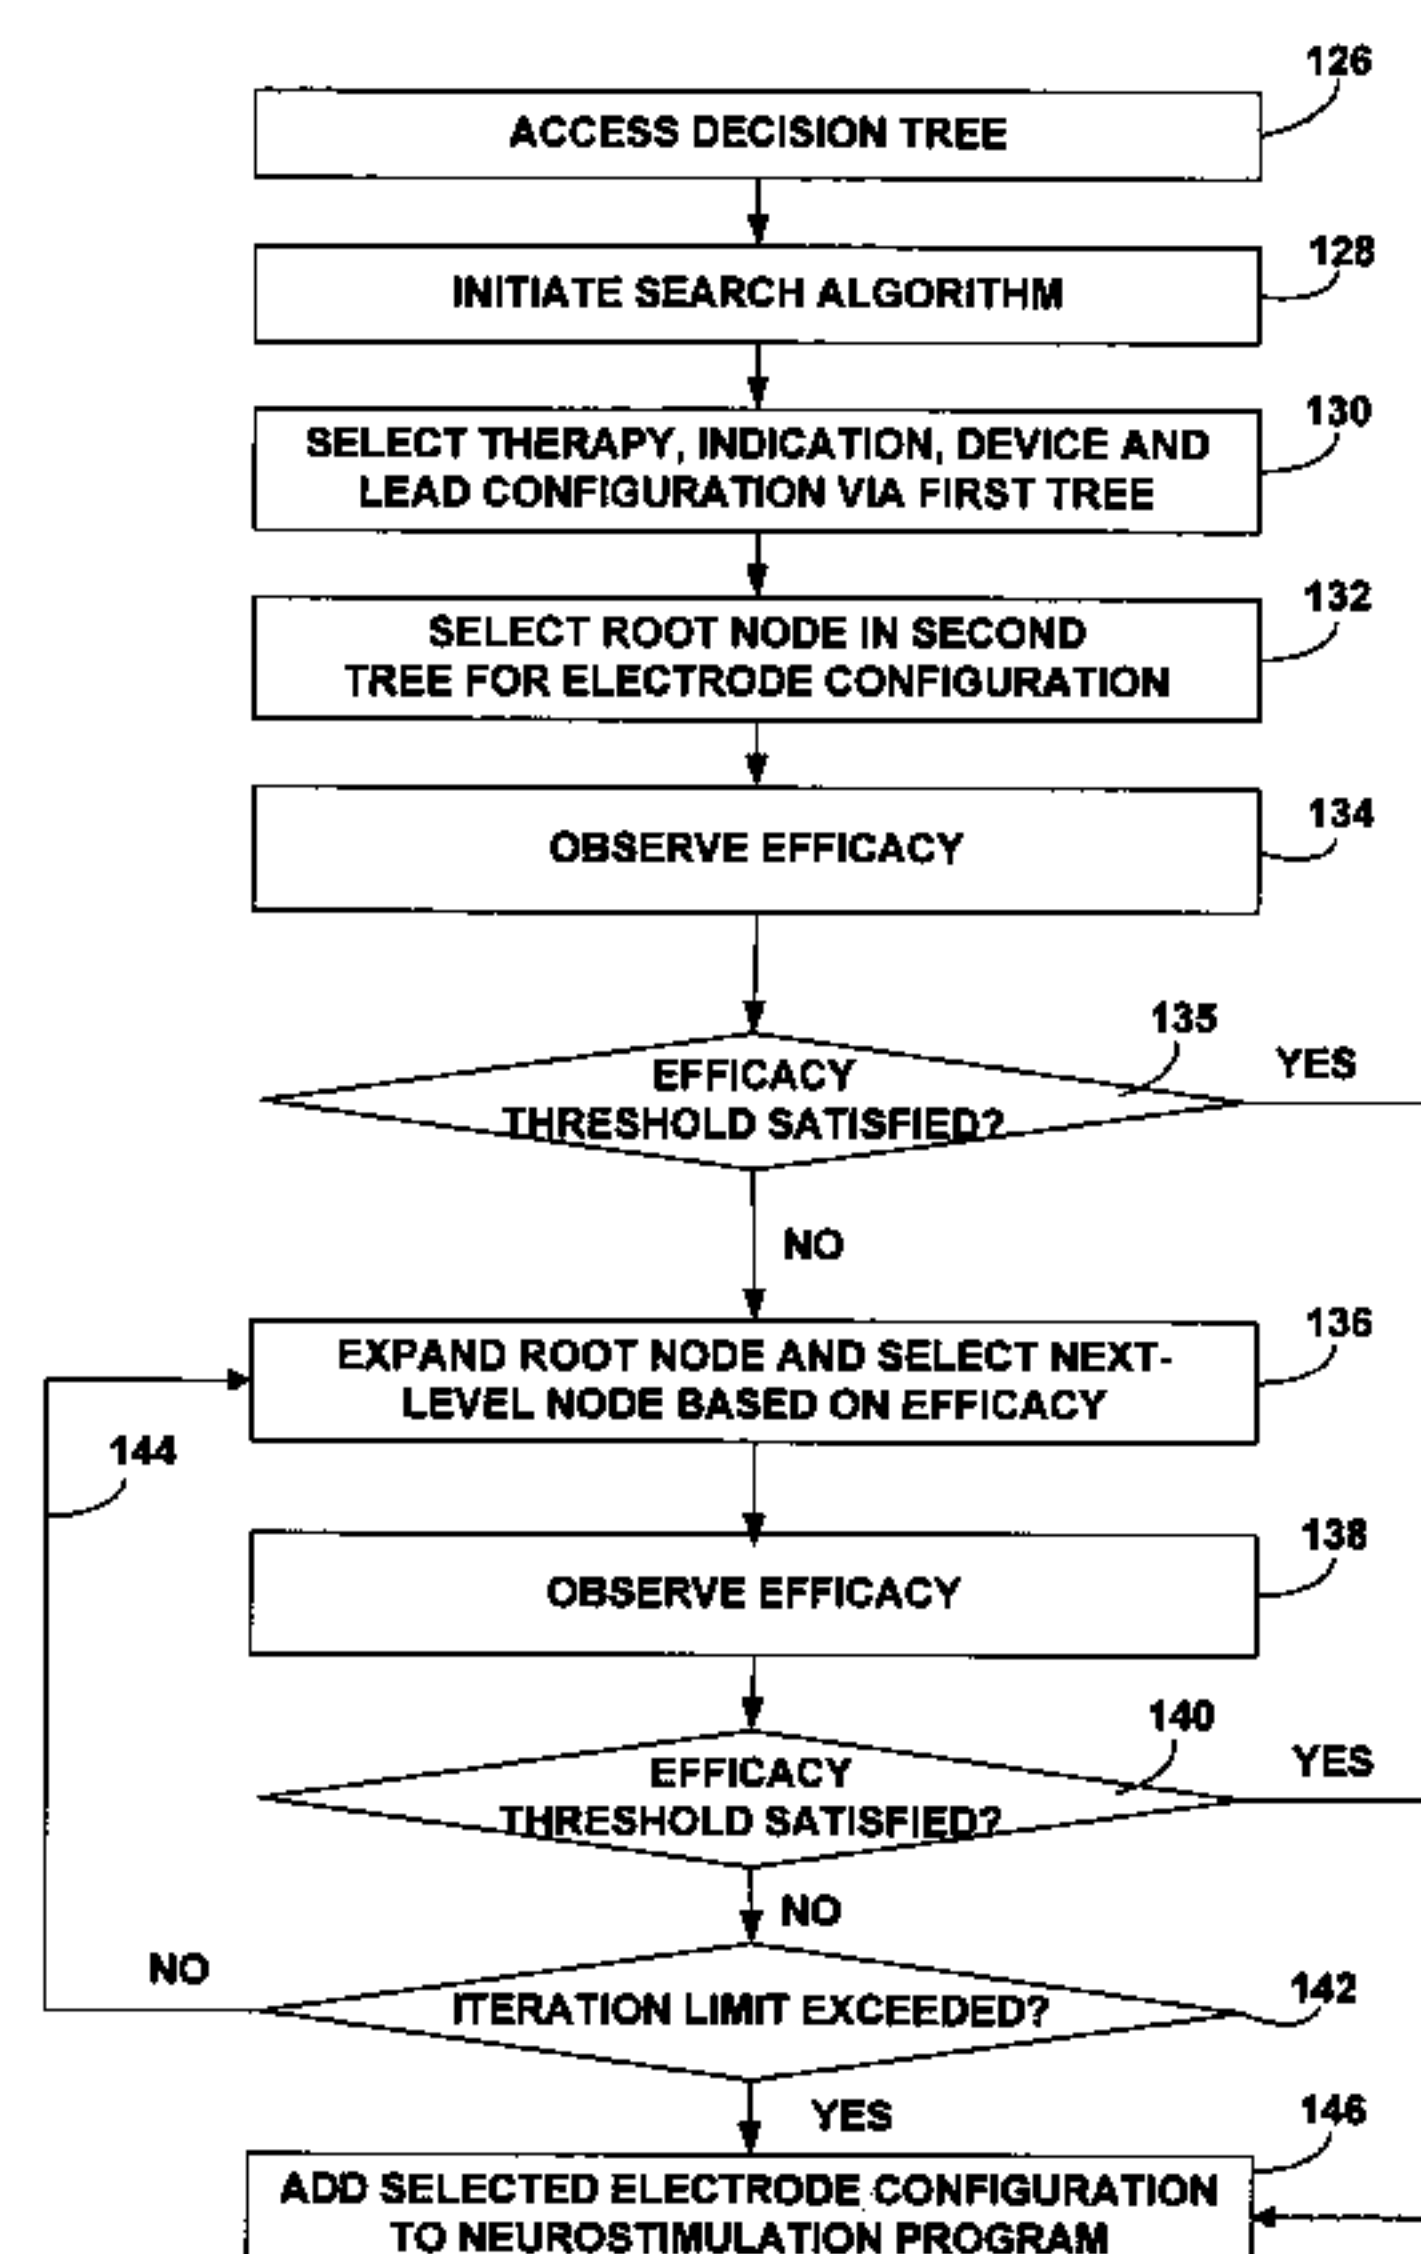 126
ACCESS DECISION TREE
128
INITIATE SEARCH ALGORITHM
130
SELECT THERAPY, INDICATION, DEVICE AND
LEAD CONFIGURATION VIA FIRST TREE
132
SELECT ROOT NODE IN SECOND
TREE FOR ELECTRODE CONFIGURATION
134
OBSERVE EFFICACY
135
YES
EFFICACY
THRESHOLD SATISFIED?
NO
136
EXPAND ROOT NODE AND SELECT NEXT-
LEVEL NODE BASED ON EFFICACY
144
138
OBSERVE EFFICACY
140
YES
EFFICACY
THRESHOLD SATISFIED?
NO
NO
142
ITERATION LIMIT EXCEEDED?
YES
146
ADD SELECTED ELECTRODE CONFIGURATION
TO NEUROSTIMULATION PROGRAM